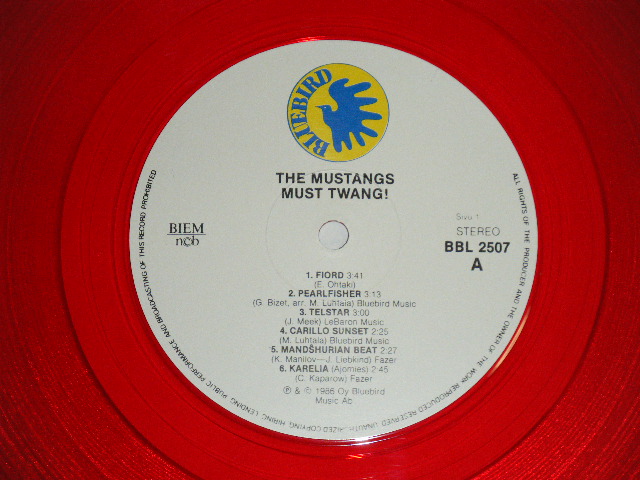 BLUEBIRD
THE MUSTANGS
MUST TWANG!
BIEM
ncb
Sivu 1
STEREO
BBL 2507
A
1. FIORD 3:41
(E. Ohtaki)
2. PEARLFISHER 3:13
(G. Bizet, arr. M. Luhtala) Bluebird Music
3. TELSTAR 3:00
(J. Meek) LeBaron Music
4. CARILLO SUNSET 2:25
(M. Luhtala) Bluebird Music
5. MANDŠHURIAN BEAT 2:27
(K. Manilov—J. Liebkind) Fazer
6. KARELIA (Ajomies) 2:45
(C. Kaparow) Fazer
℗ & © 1986 Oy Bluebird
Music Ab
ALL RIGHTS OF THE PRODUCER AND THE OWNER OF THE WORK REPRODUCED RESERVED UNAUTHORIZED COPYING HIRING, LENDING, PUBLIC PERFORMANCE AND BROADCASTING OF THIS RECORD PROHIBITED